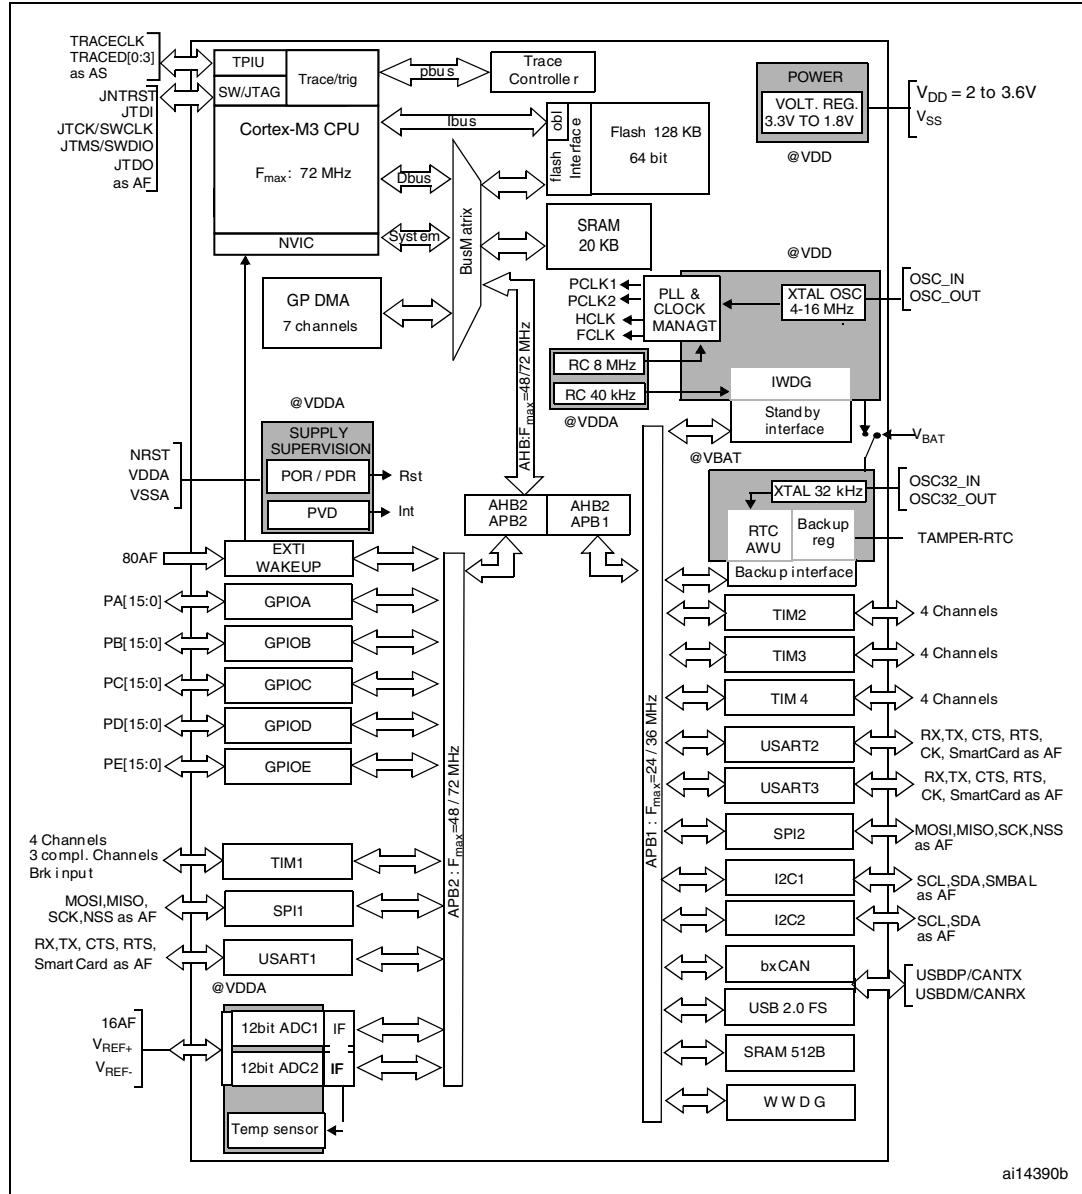 TRACECLK
TRACED[0:3]
as AS
TPIU
SW/JTAG
Trace/trig
pbus
Trace
Controller
JNTRST
JTDI
JTCK/SWCLK
JTMS/SWDIO
JTDO
as AF
Cortex-M3 CPU
Fmax: 72 MHz
NVIC
Ibus
Dbus
System
BusMatrix
obl
flash
Interface
Flash 128 KB
64 bit
SRAM
20 KB
POWER
VOLT. REG.
3.3V TO 1.8V
@VDD
VDD = 2 to 3.6V
VSS
GP DMA
7 channels
AHB:Fmax=48/72 MHz
PCLK1
PCLK2
HCLK
FCLK
PLL &
CLOCK
MANAGT
@VDD
XTAL OSC
4-16 MHz
OSC_IN
OSC_OUT
RC 8 MHz
RC 40 kHz
@VDDA
IWDG
Standby
interface
VBAT
@VBAT
@VDDA
SUPPLY
SUPERVISION
POR / PDR
PVD
Rst
Int
NRST
VDDA
VSSA
AHB2
APB2
AHB2
APB1
XTAL 32 kHz
OSC32_IN
OSC32_OUT
RTC
AWU
Backup
reg
TAMPER-RTC
Backup interface
80AF
EXTI
WAKEUP
PA[15:0]
GPIOA
PB[15:0]
GPIOB
PC[15:0]
GPIOC
PD[15:0]
GPIOD
PE[15:0]
GPIOE
4 Channels
3 compl. Channels
Brk input
TIM1
MOSI,MISO,
SCK,NSS as AF
SPI1
RX,TX, CTS, RTS,
SmartCard as AF
USART1
@VDDA
16AF
VREF+
VREF-
12bit ADC1
IF
12bit ADC2
IF
Temp sensor
APB2 : Fmax=48 / 72 MHz
APB1 : Fmax=24 / 36 MHz
TIM2
4 Channels
TIM3
4 Channels
TIM 4
4 Channels
USART2
RX,TX, CTS, RTS,
CK, SmartCard as AF
USART3
RX,TX, CTS, RTS,
CK, SmartCard as AF
SPI2
MOSI,MISO,SCK,NSS
as AF
I2C1
SCL,SDA,SMBAL
as AF
I2C2
SCL,SDA
as AF
bxCAN
USB 2.0 FS
USBDP/CANTX
USBDM/CANRX
SRAM 512B
W W D G
ai14390b